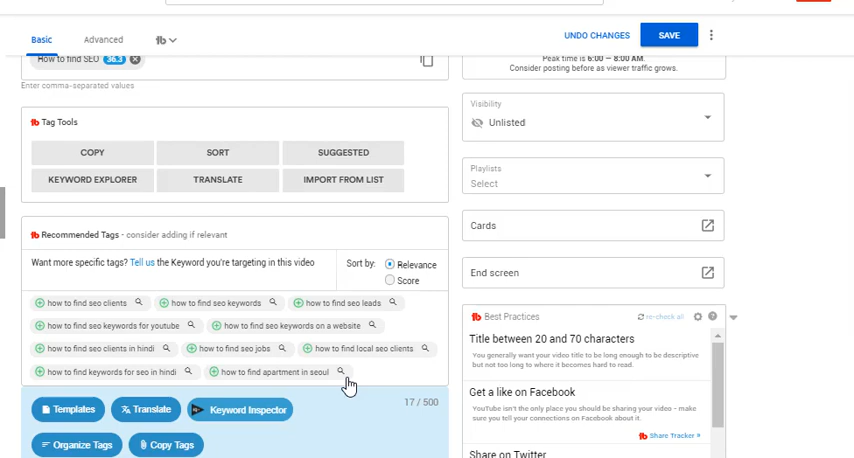 Basic
Advanced
UNDO CHANGES
SAVE
How to find SEO 36.3
Enter comma-separated values
Peak time is 6:00 — 8:00 AM.
Consider posting before as viewer traffic grows.
Tag Tools
COPY
SORT
SUGGESTED
KEYWORD EXPLORER
TRANSLATE
IMPORT FROM LIST
Visibility
Unlisted
Playlists
Select
Cards
End screen
Recommended Tags - consider adding if relevant
Want more specific tags? Tell us the Keyword you're targeting in this video
Sort by:
Relevance
Score
how to find seo clients
how to find seo keywords
how to find seo leads
how to find seo keywords for youtube
how to find seo keywords on a website
how to find seo clients in hindi
how to find seo jobs
how to find local seo clients
how to find keywords for seo in hindi
how to find apartment in seoul
17 / 500
Templates
Translate
Keyword Inspector
Organize Tags
Copy Tags
Best Practices
re-check all
Title between 20 and 70 characters
You generally want your video title to be long enough to be descriptive
but not too long to where it becomes hard to read.
Get a like on Facebook
YouTube isn't the only place you should be sharing your video - make
sure you tell your connections on Facebook about it.
Share Tracker »
Share on Twitter